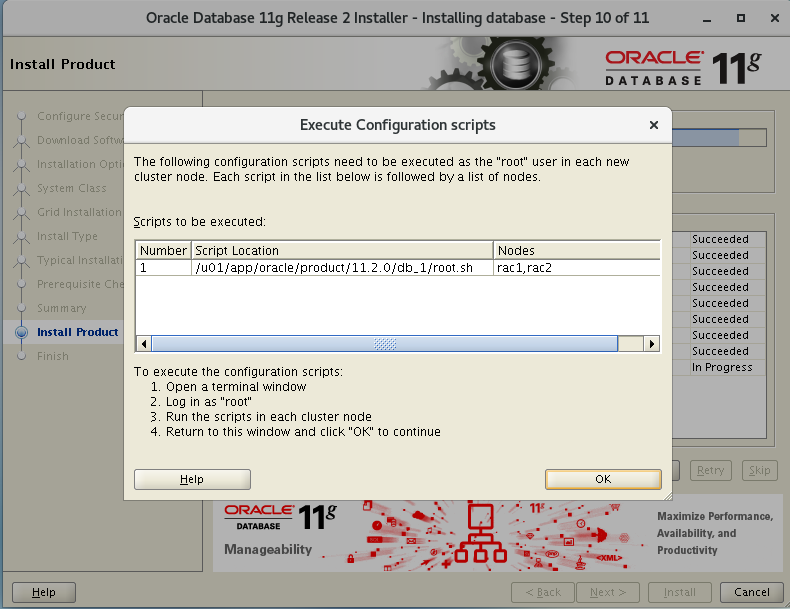 Oracle Database 11g Release 2 Installer - Installing database - Step 10 of 11
Install Product
ORACLE
DATABASE 11g
Configure Secur
Download Softw
Installation Opti
System Class
Grid Installation
Install Type
Typical Installati
Prerequisite Che
Summary
Install Product
Finish
Execute Configuration scripts
The following configuration scripts need to be executed as the "root" user in each new
cluster node. Each script in the list below is followed by a list of nodes.
Scripts to be executed:
Number Script Location Nodes
1 /u01/app/oracle/product/11.2.0/db_1/root.sh rac1,rac2
To execute the configuration scripts:
1. Open a terminal window
2. Log in as "root"
3. Run the scripts in each cluster node
4. Return to this window and click "OK" to continue
Help OK
Succeeded
Succeeded
Succeeded
Succeeded
Succeeded
Succeeded
Succeeded
Succeeded
In Progress
Retry Skip
ORACLE
DATABASE 11g
Manageability
11g
<XML>
Maximize Performance,
Availability, and
Productivity
Help < Back Next > Install Cancel